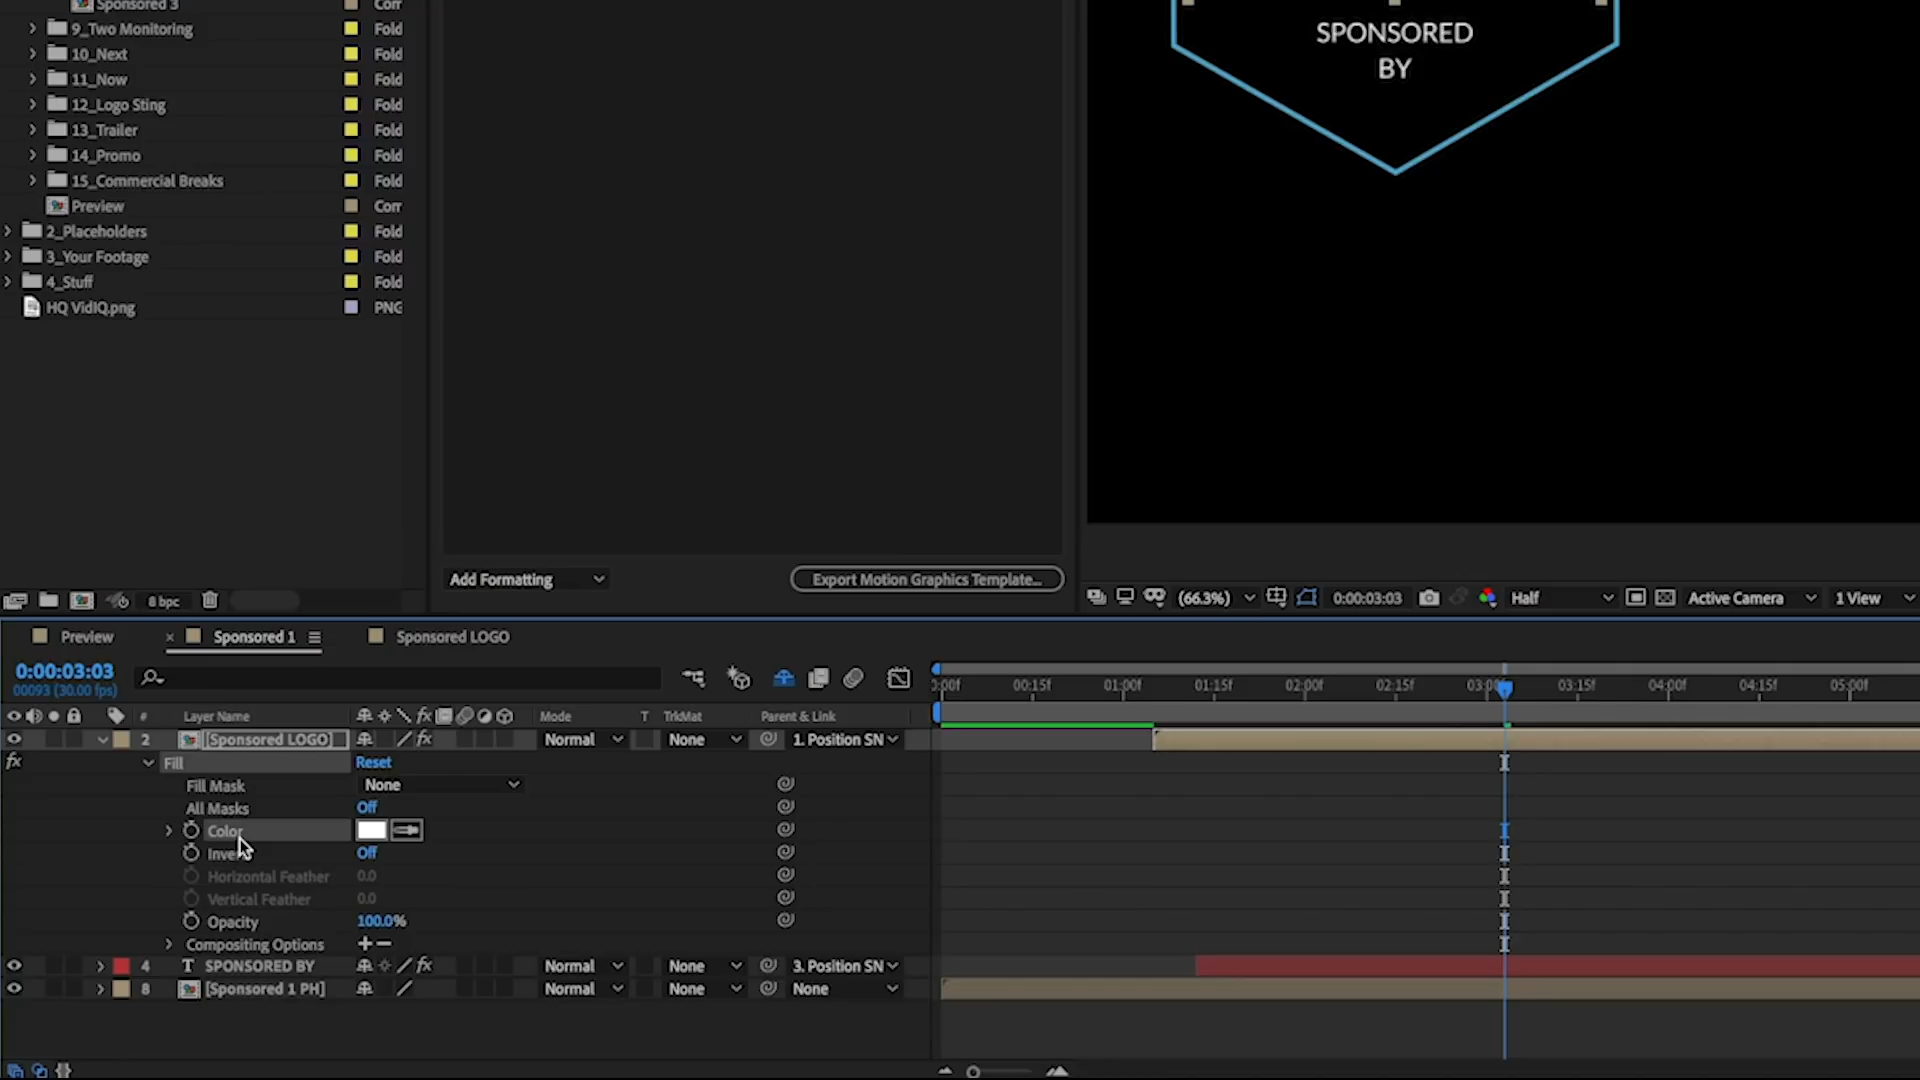 Sponsored 3
Com
9_Two Monitoring
Fold
10_Next
Fold
11_Now
Fold
12_Logo Sting
Fold
13_Trailer
Fold
14_Promo
Fold
15_Commercial Breaks
Fold
Preview
Com
2_Placeholders
Fold
3_Your Footage
Fold
4_Stuff
Fold
HQ VidIQ.png
PNG
8 bpc
Add Formatting
Export Motion Graphics Template...
SPONSORED
BY
(66.3%)
0:00:03:03
Half
Active Camera
1 View
Preview
Sponsored 1
Sponsored LOGO
0:00:03:03
00093 (30.00 fps)
0:00f 00:15f 01:00f 01:15f 02:00f 02:15f 03:00f 03:15f 04:00f 04:15f 05:00f
# Layer Name fx Mode T TrkMat Parent & Link
2 [Sponsored LOGO] fx Normal None 1. Position SN
fx Fill Reset
Fill Mask None
All Masks Off
Color
Invert Off
Horizontal Feather 0.0
Vertical Feather 0.0
Opacity 100.0%
Compositing Options
4 T SPONSORED BY fx Normal None 3. Position SN
8 [Sponsored 1 PH] Normal None None